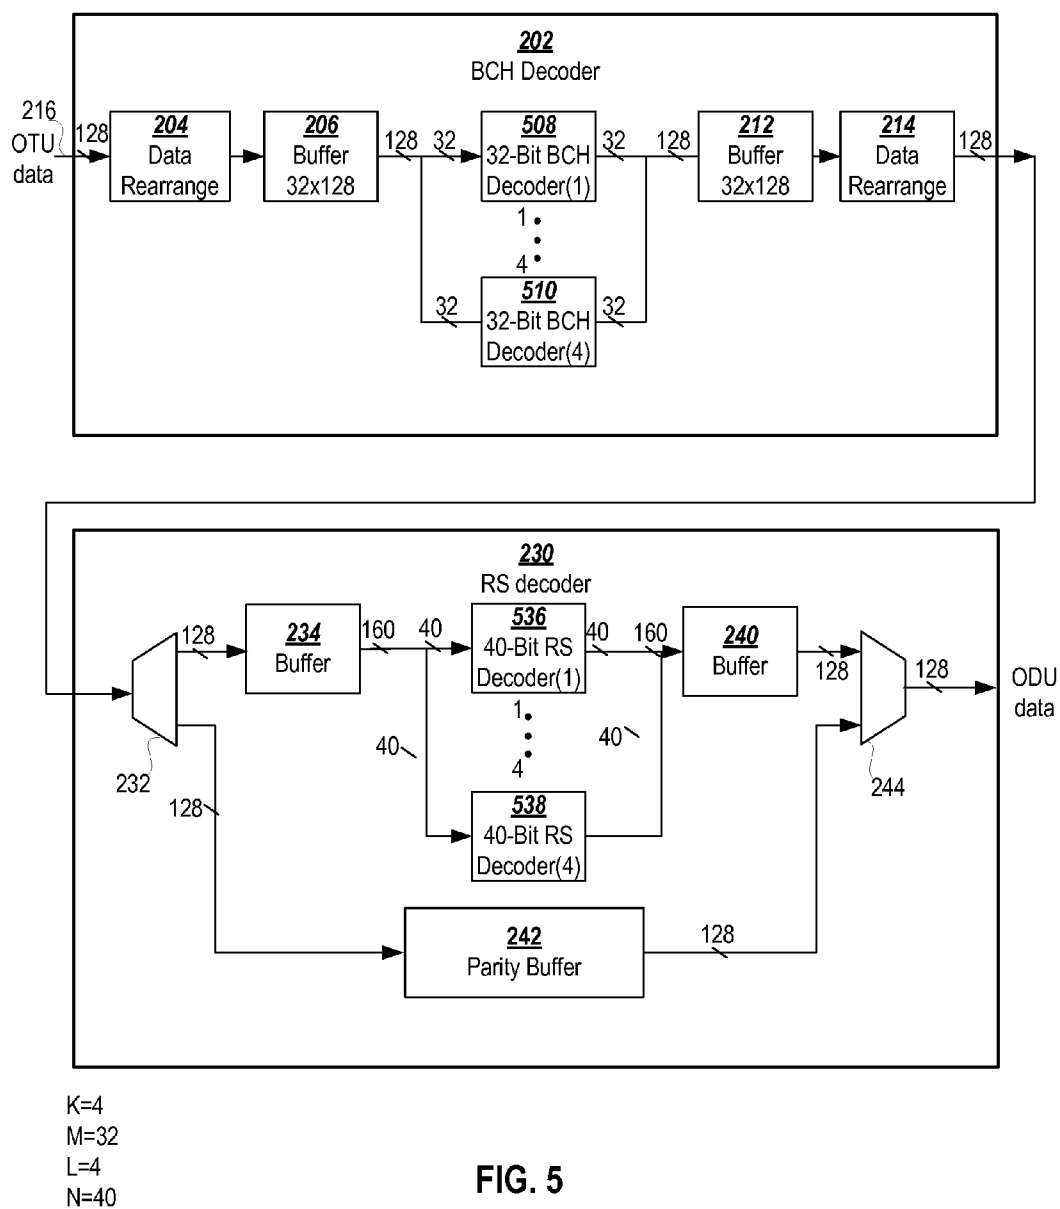 202
BCH Decoder
216
OTU
data
128
204
Data
Rearrange
206
Buffer
32x128
128
32
508
32-Bit BCH
Decoder(1)
32
128
212
Buffer
32x128
214
Data
Rearrange
128
1
4
32
510
32-Bit BCH
Decoder(4)
32
230
RS decoder
128
234
Buffer
160
40
536
40-Bit RS
Decoder(1)
40
160
240
Buffer
128
128
ODU
data
232
40
1
4
40
244
128
538
40-Bit RS
Decoder(4)
242
Parity Buffer
128
K=4
M=32
L=4
N=40
FIG. 5